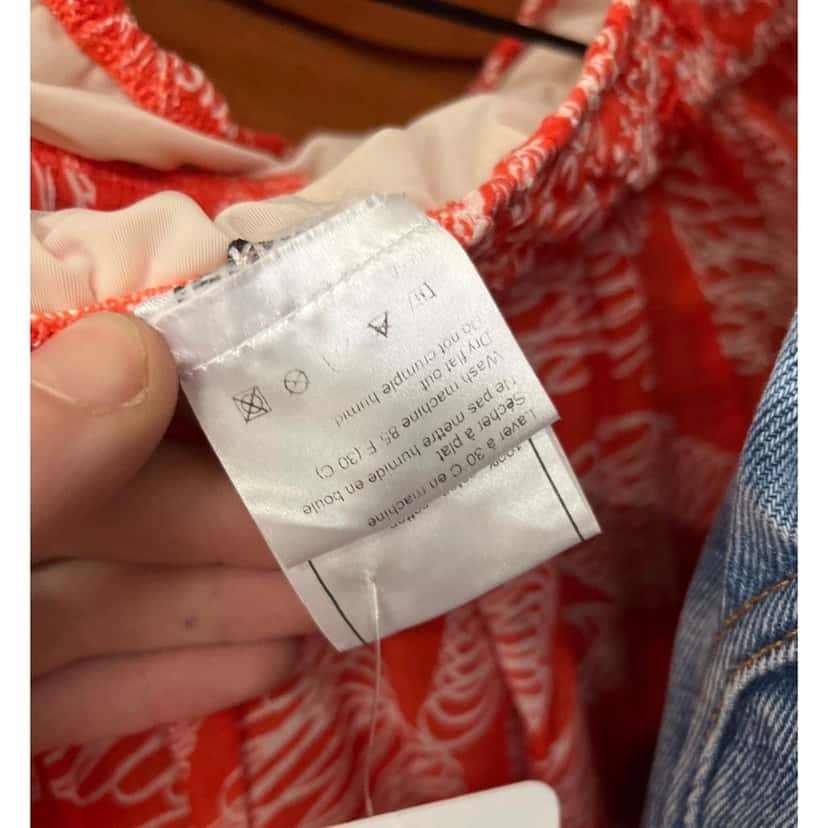 cotton
Laver à 30 C en machine
Sécher à plat
Ne pas mettre humide en boule
Wash machine 85 F (30 C)
Dry flat out
Do not crumple humid